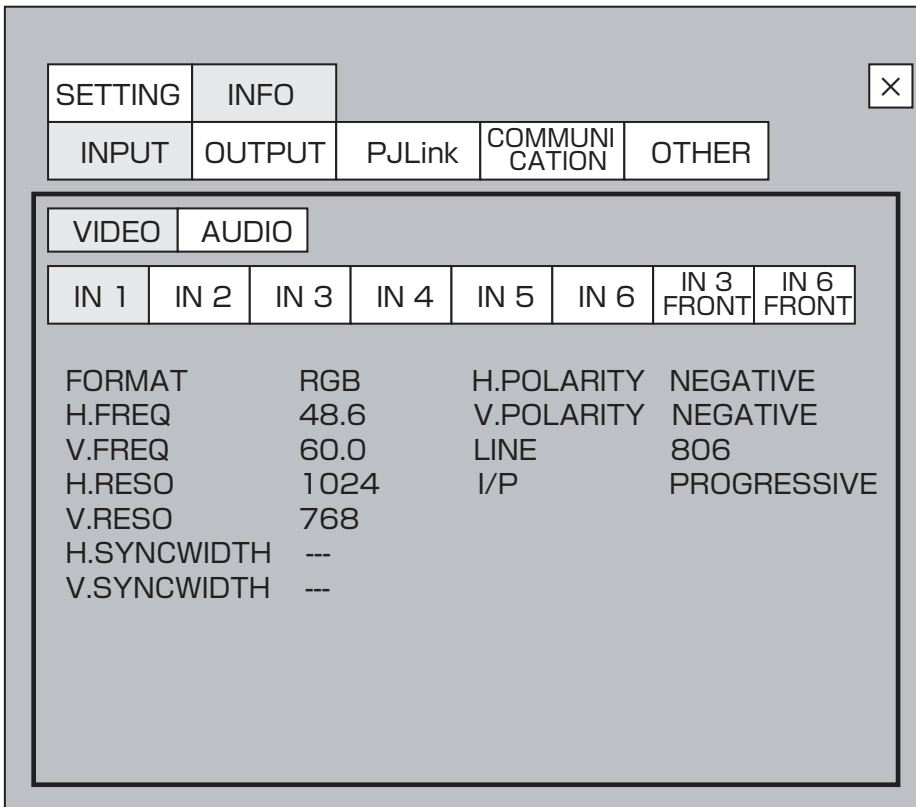 SETTING INFO ×
INPUT OUTPUT PJLink COMMUNI CATION OTHER
VIDEO AUDIO
IN 1 IN 2 IN 3 IN 4 IN 5 IN 6 IN 3 FRONT IN 6 FRONT
FORMAT RGB H.POLARITY NEGATIVE
H.FREQ 48.6 V.POLARITY NEGATIVE
V.FREQ 60.0 LINE 806
H.RESO 1024 I/P PROGRESSIVE
V.RESO 768
H.SYNCWIDTH ---
V.SYNCWIDTH ---